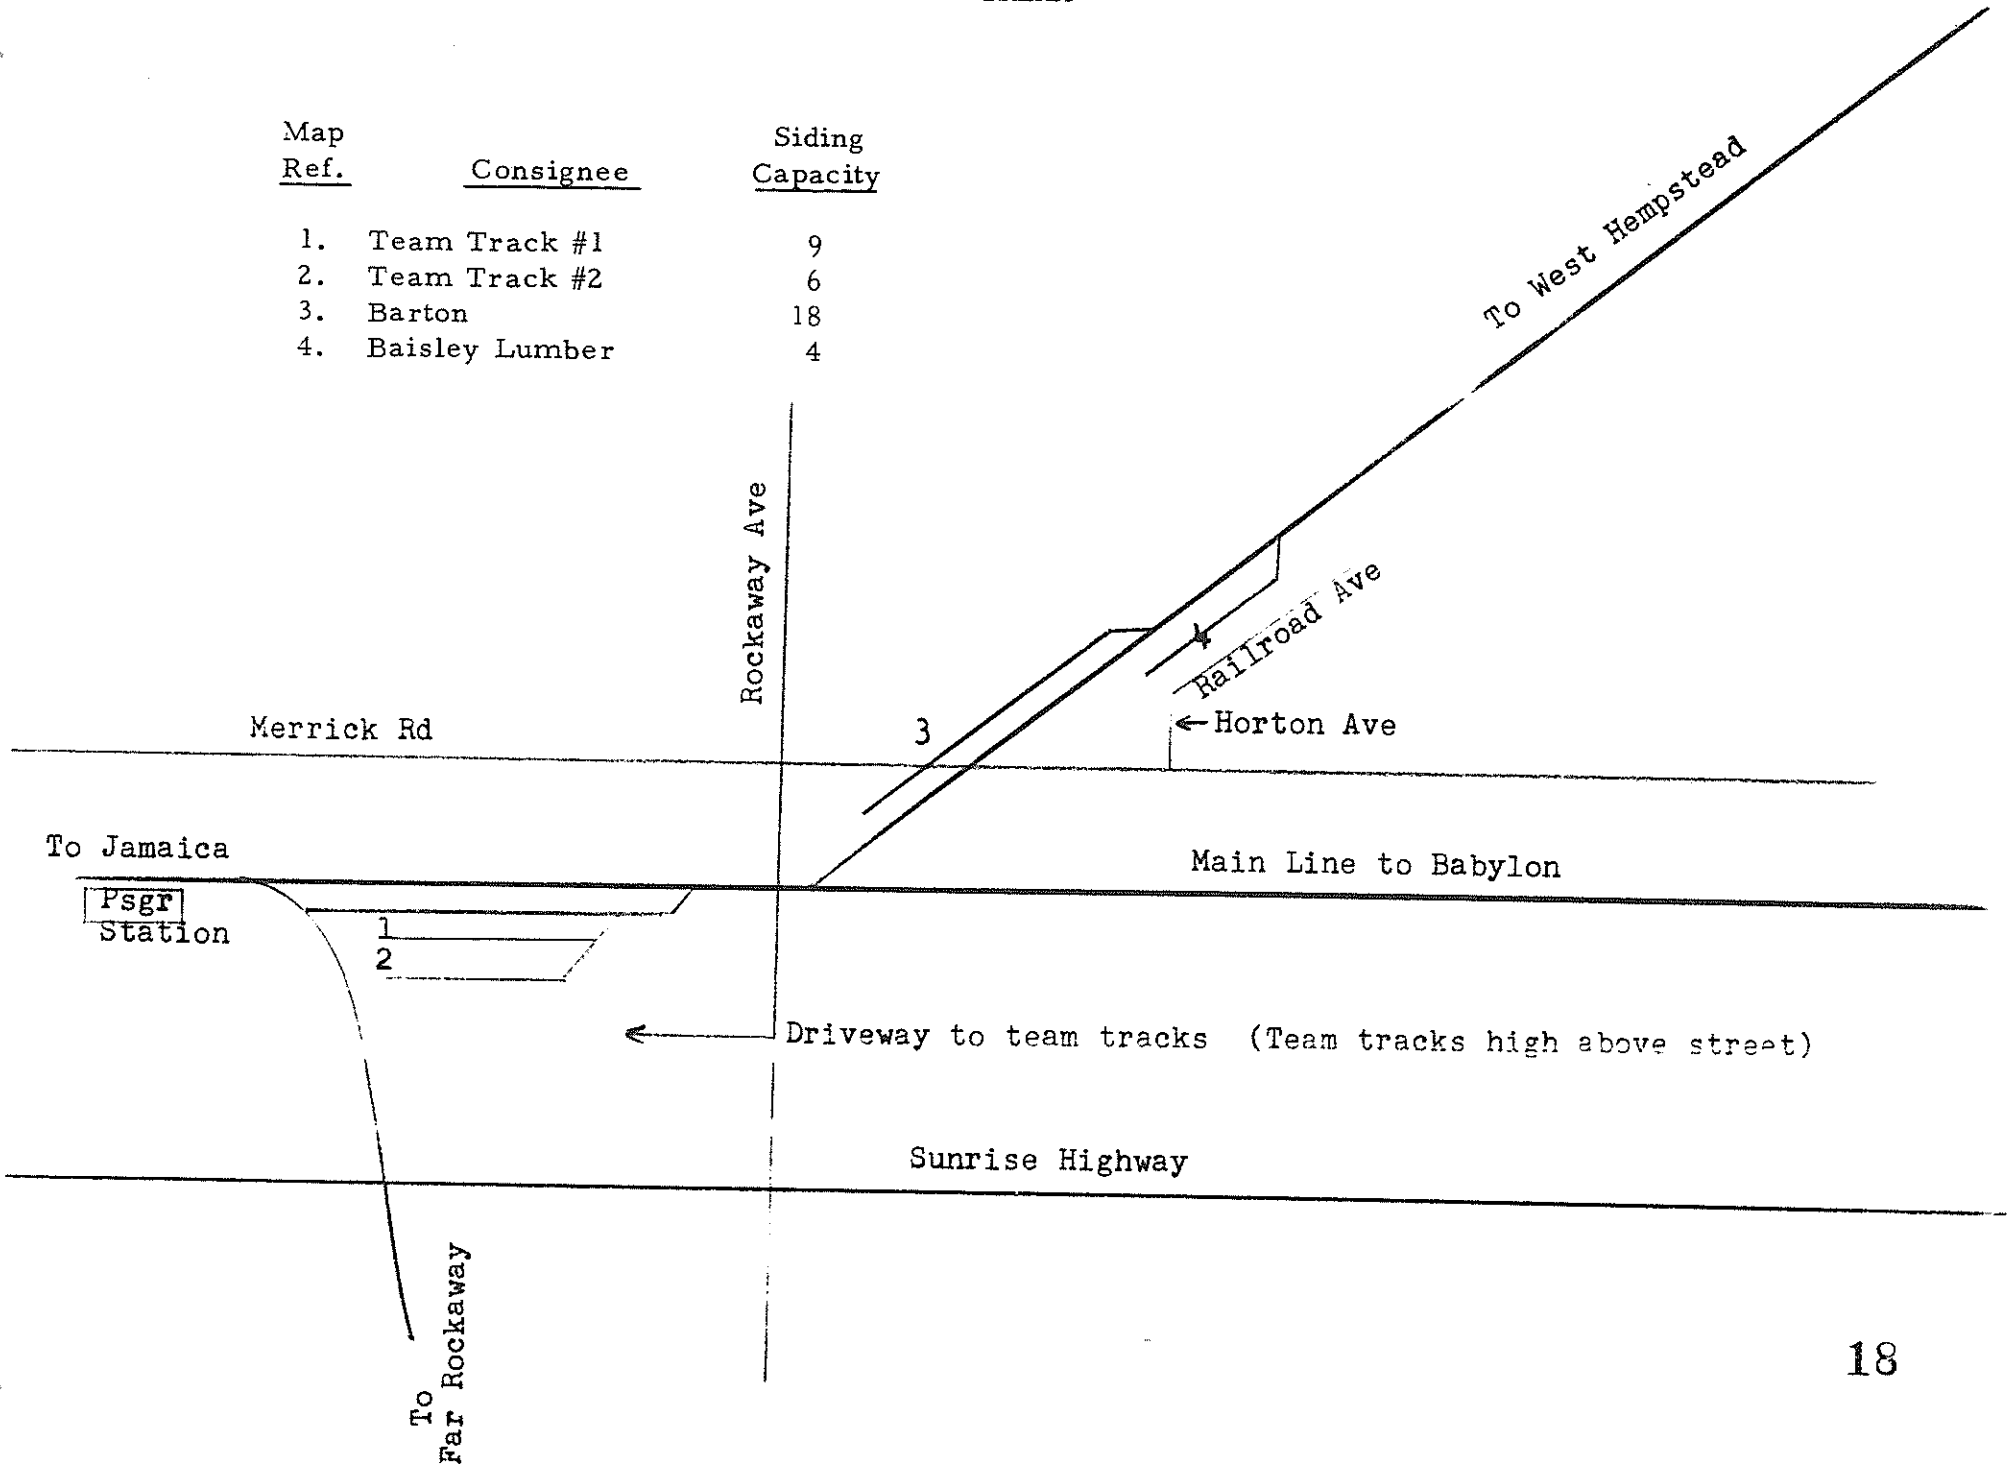 Map Siding
Ref. Consignee Capacity
1. Team Track #1 9
2. Team Track #2 6
3. Barton 18
4. Baisley Lumber 4
To West Hempstead
Rockaway Ave
4
Railroad Ave
3
←Horton Ave
Merrick Rd
To Jamaica
Main Line to Babylon
Psgr
Station
1
2
Driveway to team tracks (Team tracks high above street)
Sunrise Highway
To
Far Rockaway
18